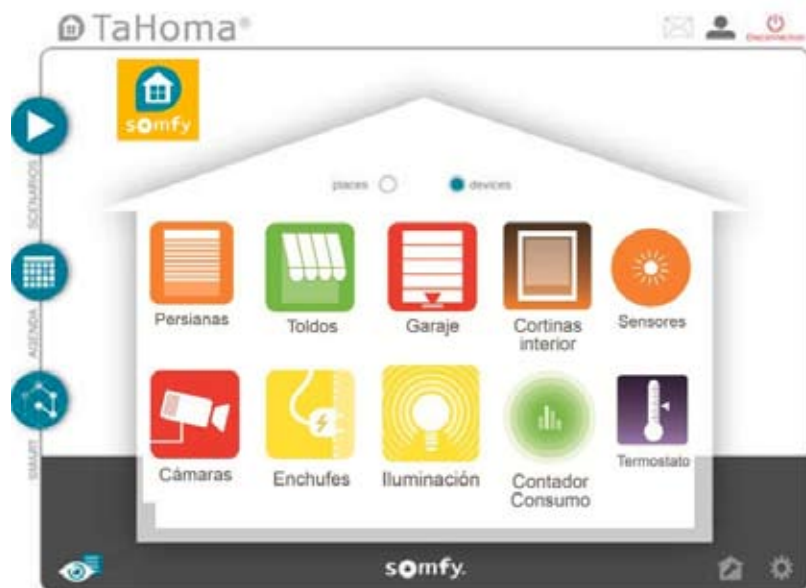 TaHoma®
Disconnection
somfy
SCENARIOS
places
devices
Persianas
Toldos
Garaje
Cortinas
interior
Sensores
AGENDA
Cámaras
Enchufes
Iluminación
Contador
Consumo
Termostato
SMART
somfy.